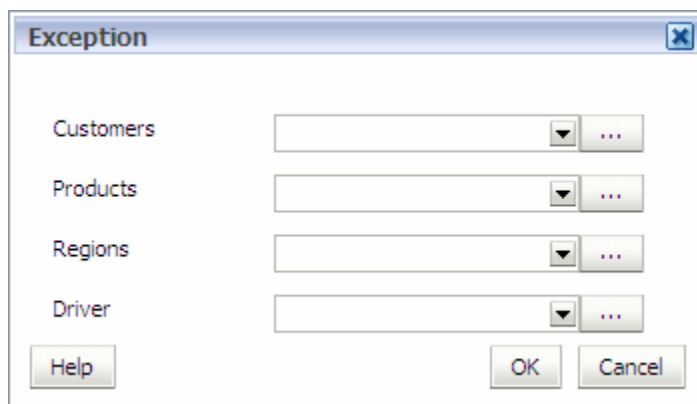 Exception
Customers ...
Products ...
Regions ...
Driver ...
Help OK Cancel